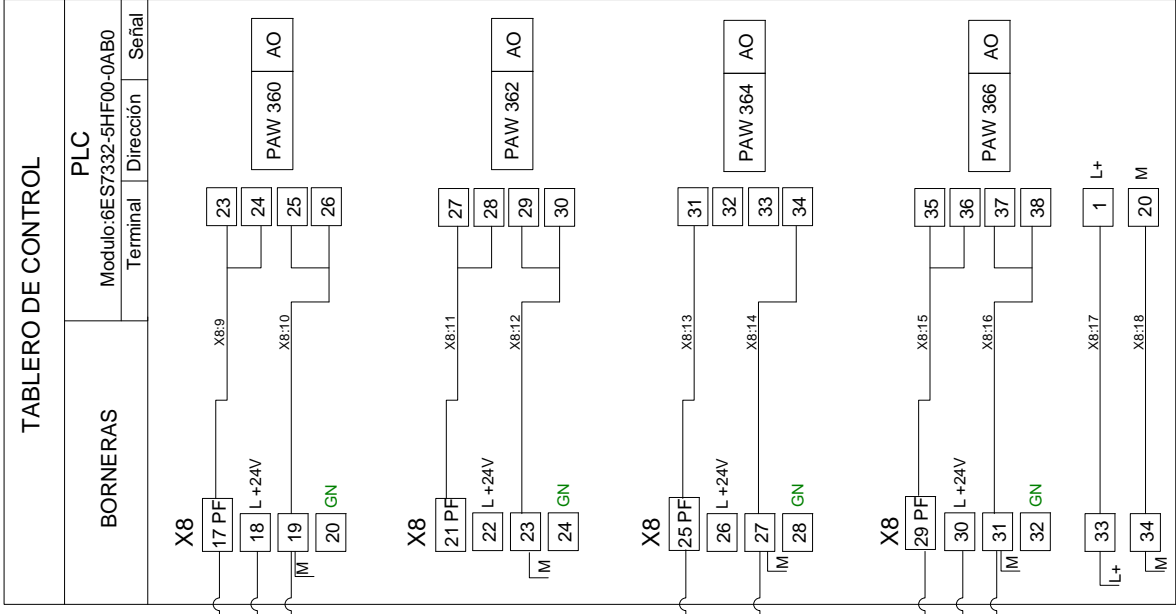 TABLERO DE CONTROL
BORNERAS
PLC
Modulo:6ES7332-5HF00-0AB0
Terminal Dirección Señal
X8
17 PF X8:9 23
18 L +24V 24
19 M X8:10 25
20 GN 26
PAW 360 AO
X8
21 PF X8:11 27
22 L +24V 28
23 M X8:12 29
24 GN 30
PAW 362 AO
X8
25 PF X8:13 31
26 L +24V 32
27 M X8:14 33
28 GN 34
PAW 364 AO
X8
29 PF X8:15 35
30 L +24V 36
31 M X8:16 37
32 GN 38
PAW 366 AO
L+ 33 X8:17 1 L+
M 34 X8:18 20 M